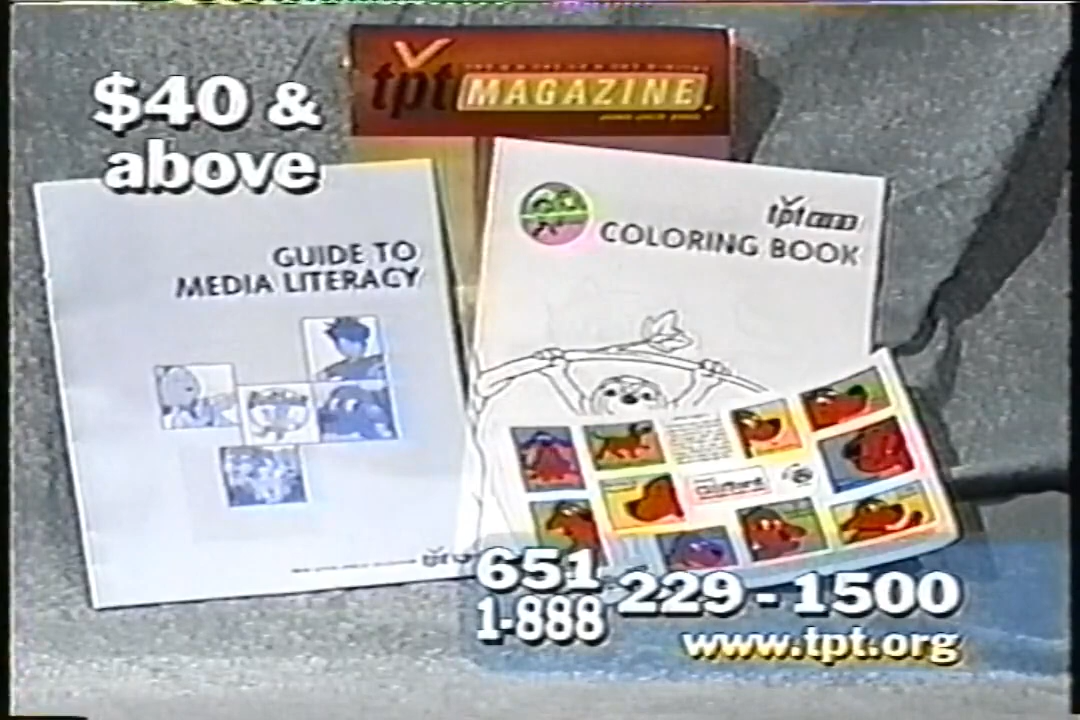 $40 &
above
tpt MAGAZINE
GUIDE TO
MEDIA LITERACY
tpt
COLORING BOOK
Clifford
651
1-888
229-1500
www.tpt.org